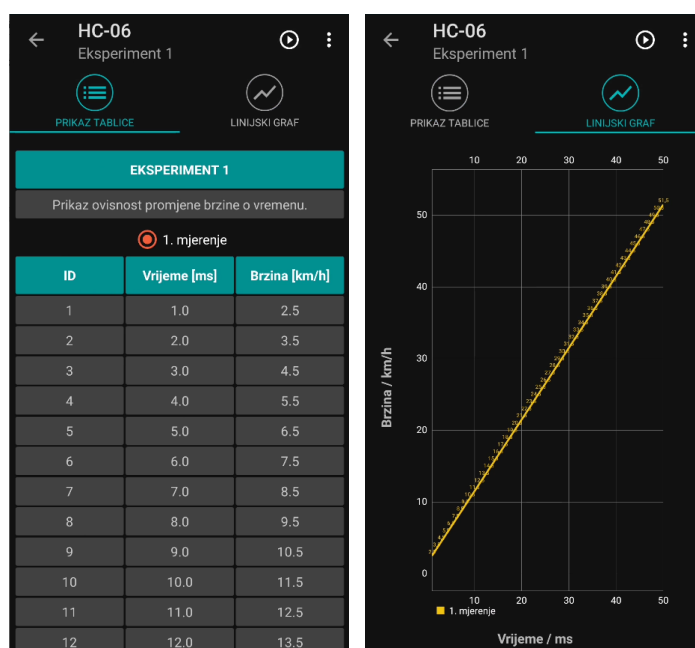 HC-06
Eksperiment 1
PRIKAZ TABLICE
LINIJSKI GRAF
EKSPERIMENT 1
Prikaz ovisnost promjene brzine o vremenu.
1. mjerenje
ID Vrijeme [ms] Brzina [km/h]
1 1.0 2.5
2 2.0 3.5
3 3.0 4.5
4 4.0 5.5
5 5.0 6.5
6 6.0 7.5
7 7.0 8.5
8 8.0 9.5
9 9.0 10.5
10 10.0 11.5
11 11.0 12.5
12 12.0 13.5
HC-06
Eksperiment 1
PRIKAZ TABLICE
LINIJSKI GRAF
10 20 30 40 50
51,5
50
40
30
20
10
0
Brzina / km/h
10 20 30 40 50
1. mjerenje
Vrijeme / ms